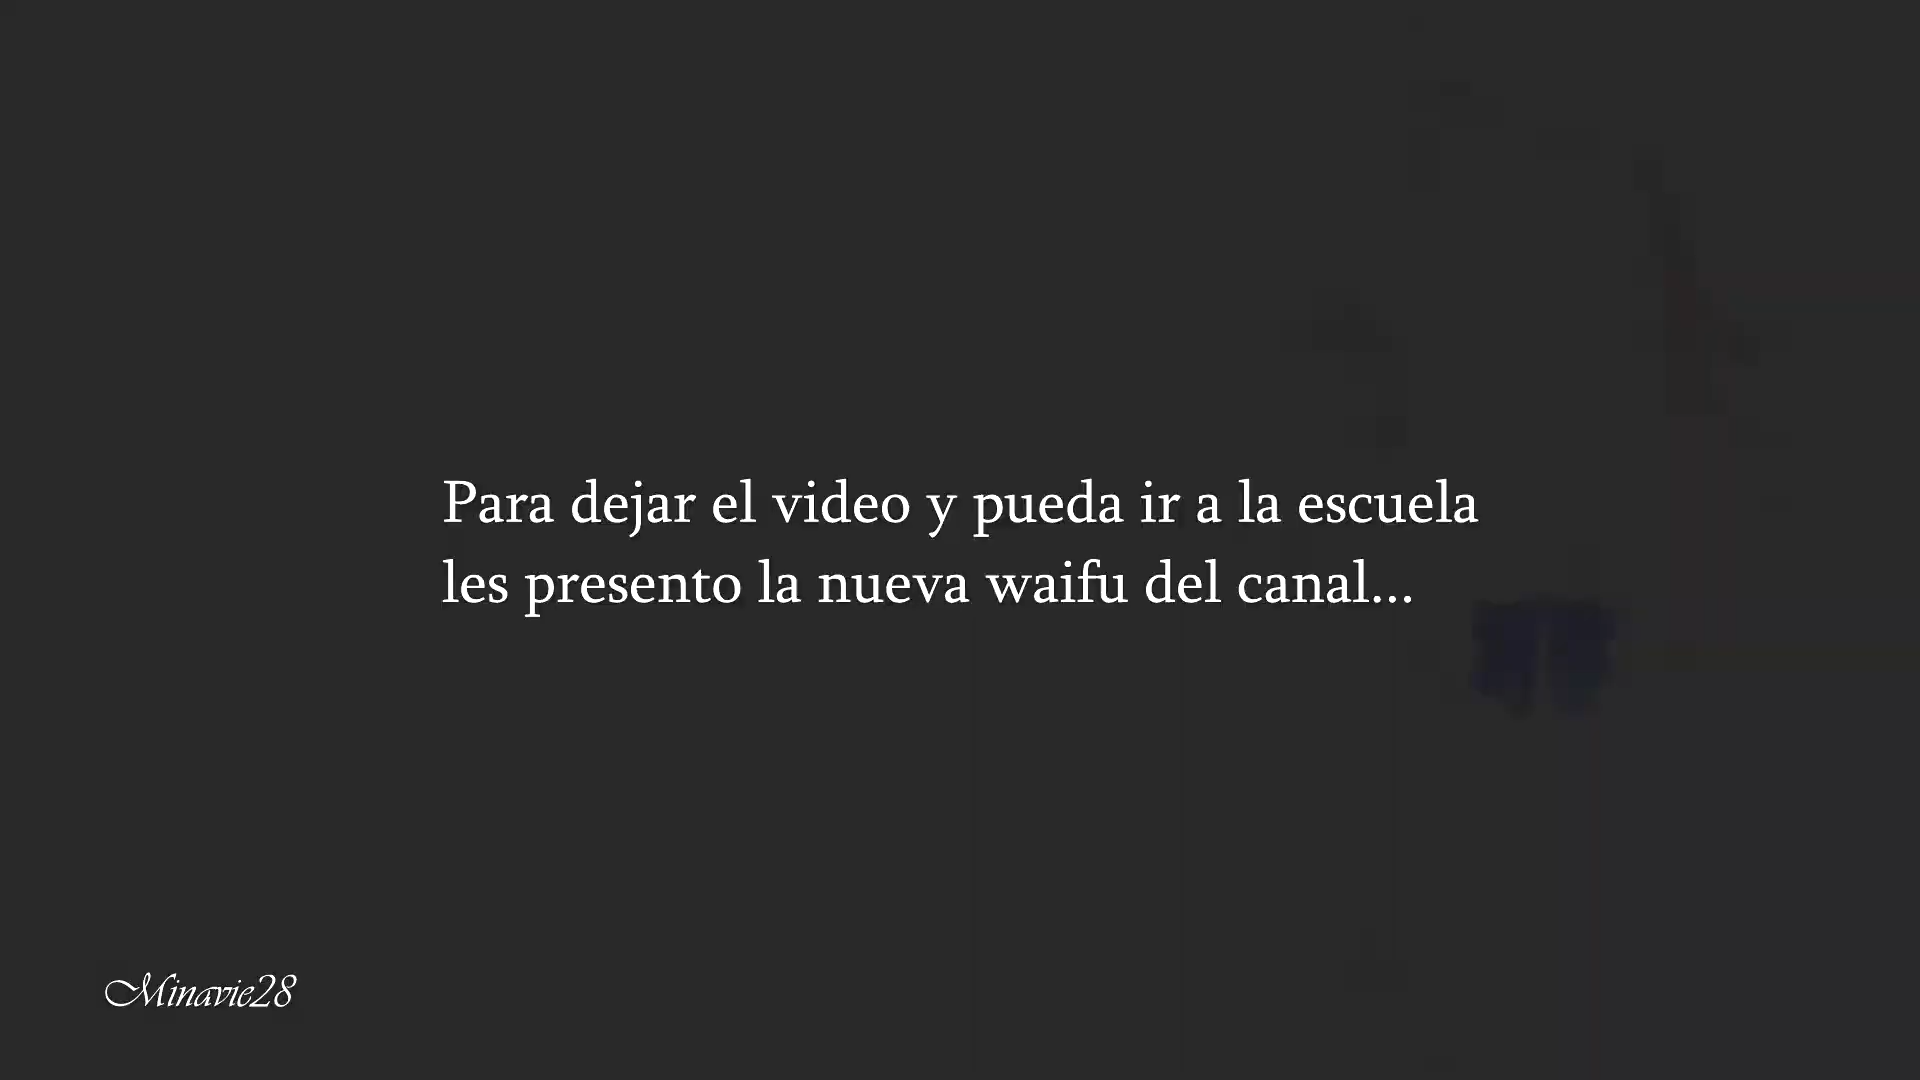 Para dejar el video y pueda ir a la escuela
les presento la nueva waifu del canal...
Minavie28